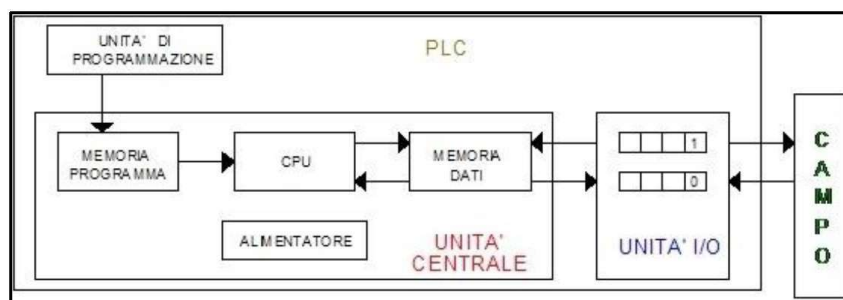 UNITA' DI
PROGRAMMAZIONE
PLC
MEMORIA
PROGRAMMA
CPU
MEMORIA
DATI
1
0
ALIMENTATORE
UNITA'
CENTRALE
UNITA' I/O
C
A
M
P
O